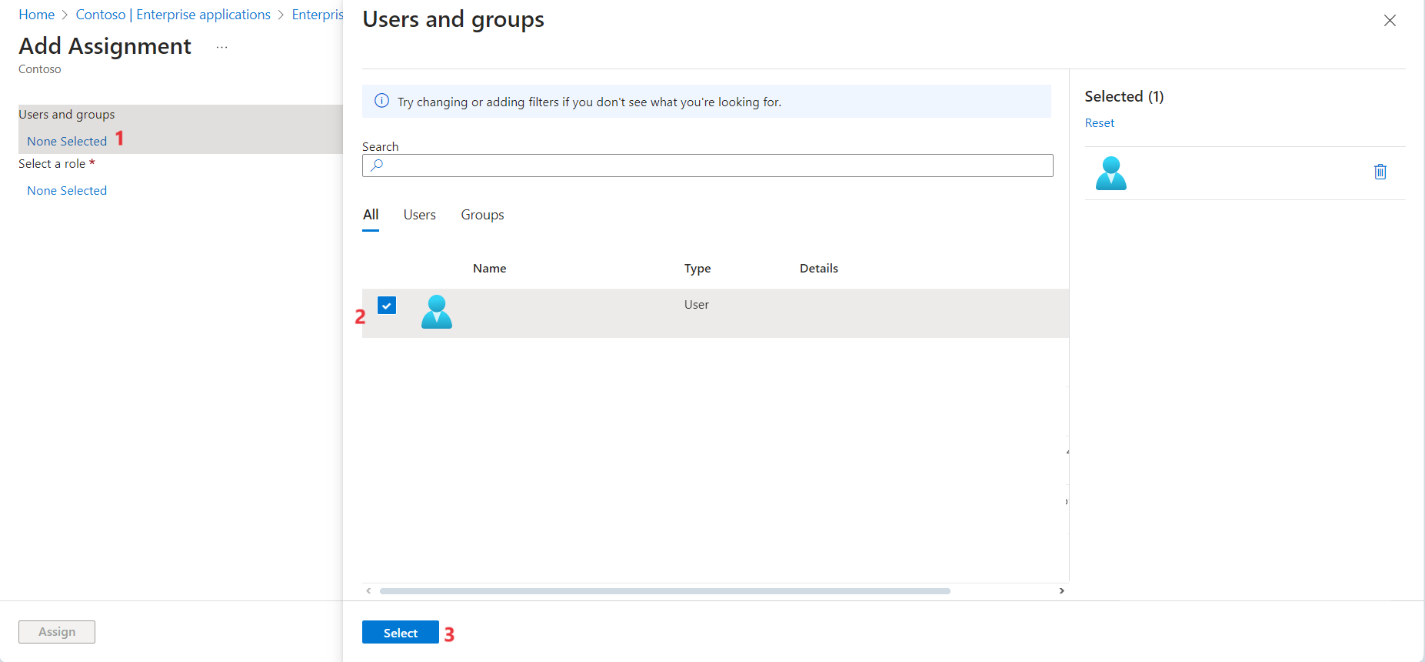 Home > Contoso | Enterprise applications > Enterpris
Add Assignment ...
Contoso
Users and groups
None Selected 1
Select a role *
None Selected
Assign
Users and groups
Try changing or adding filters if you don't see what you're looking for.
Search
All Users Groups
Name Type Details
2 User
Select 3
Selected (1)
Reset